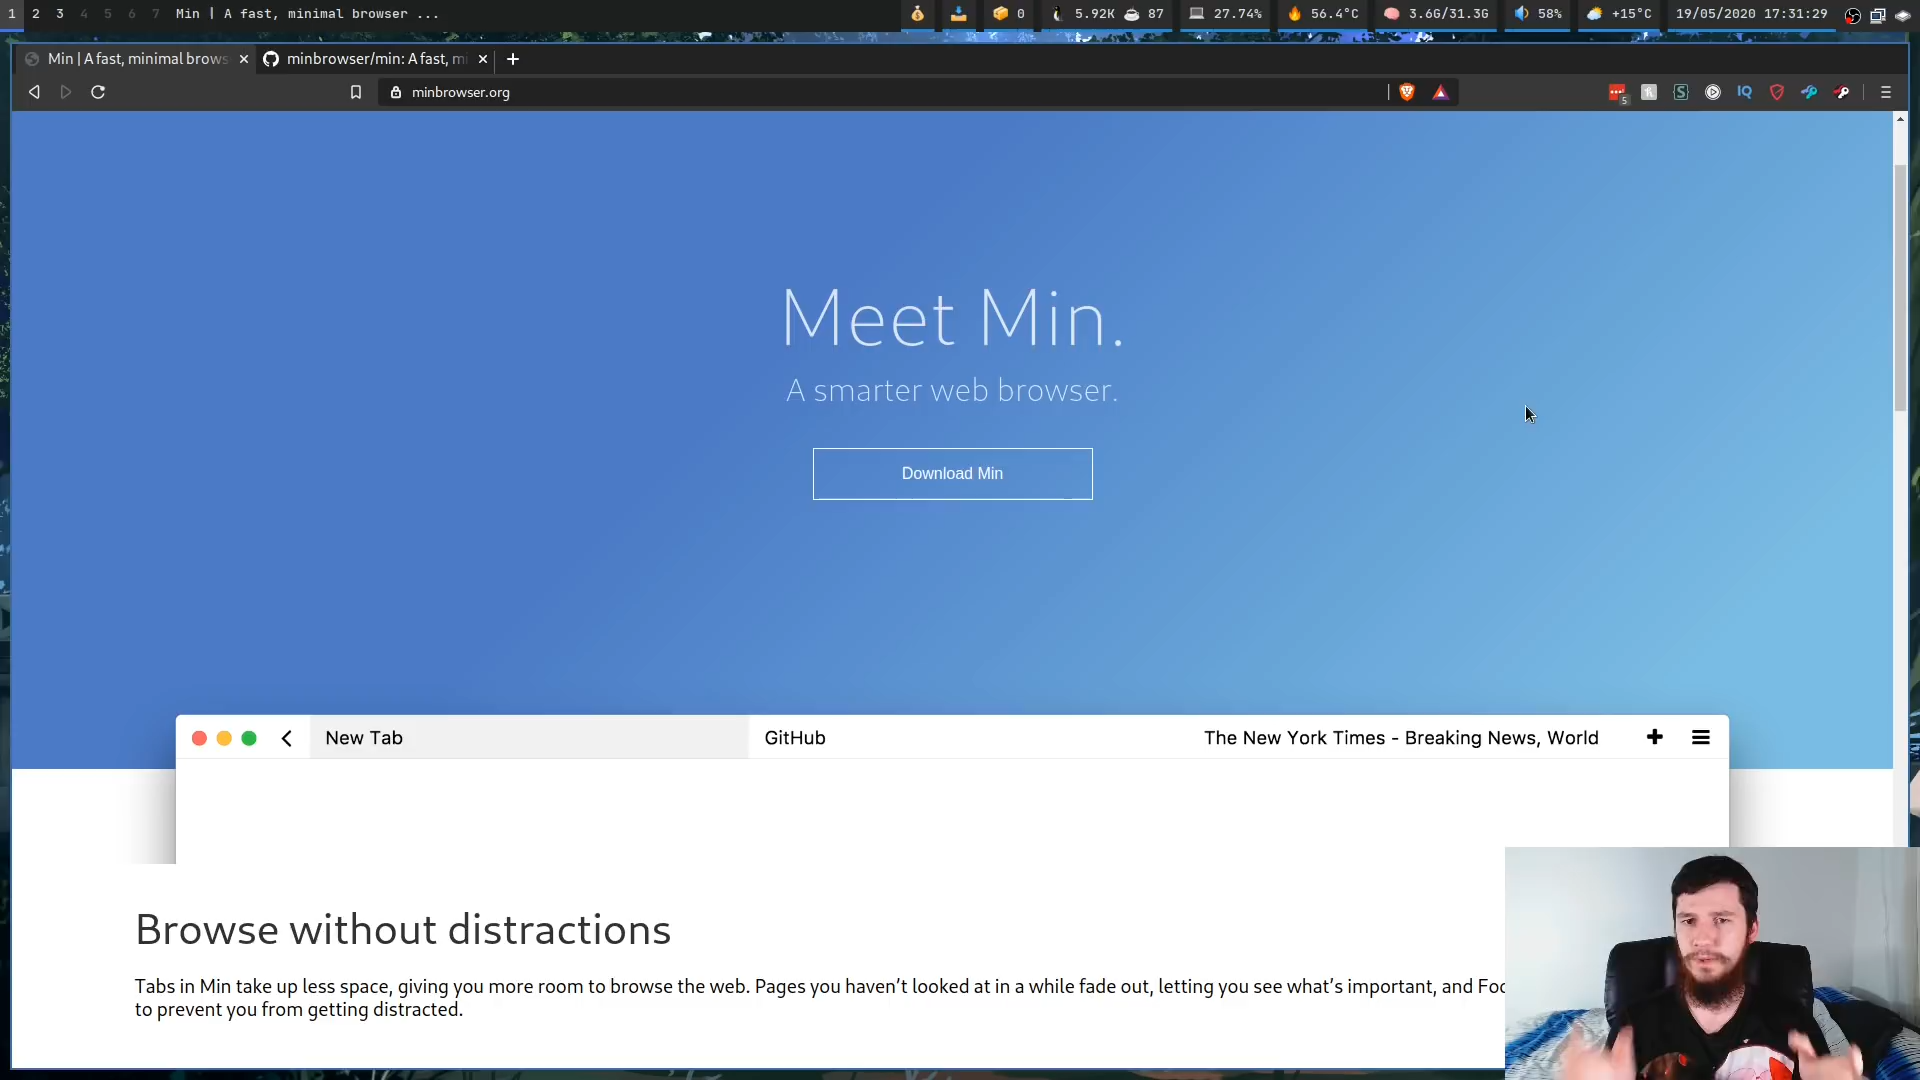 1 2 3 4 5 6 7 Min | A fast, minimal browser ... 0 5.92K 87 27.74% 56.4°C 3.6G/31.3G 58% +15°C 19/05/2020 17:31:29
Min | A fast, minimal brows minbrowser/min: A fast, mi
minbrowser.org 5 IQ
Meet Min.
A smarter web browser.
Download Min
New Tab GitHub The New York Times - Breaking News, World
Browse without distractions
Tabs in Min take up less space, giving you more room to browse the web. Pages you haven’t looked at in a while fade out, letting you see what’s important, and Foc
to prevent you from getting distracted.